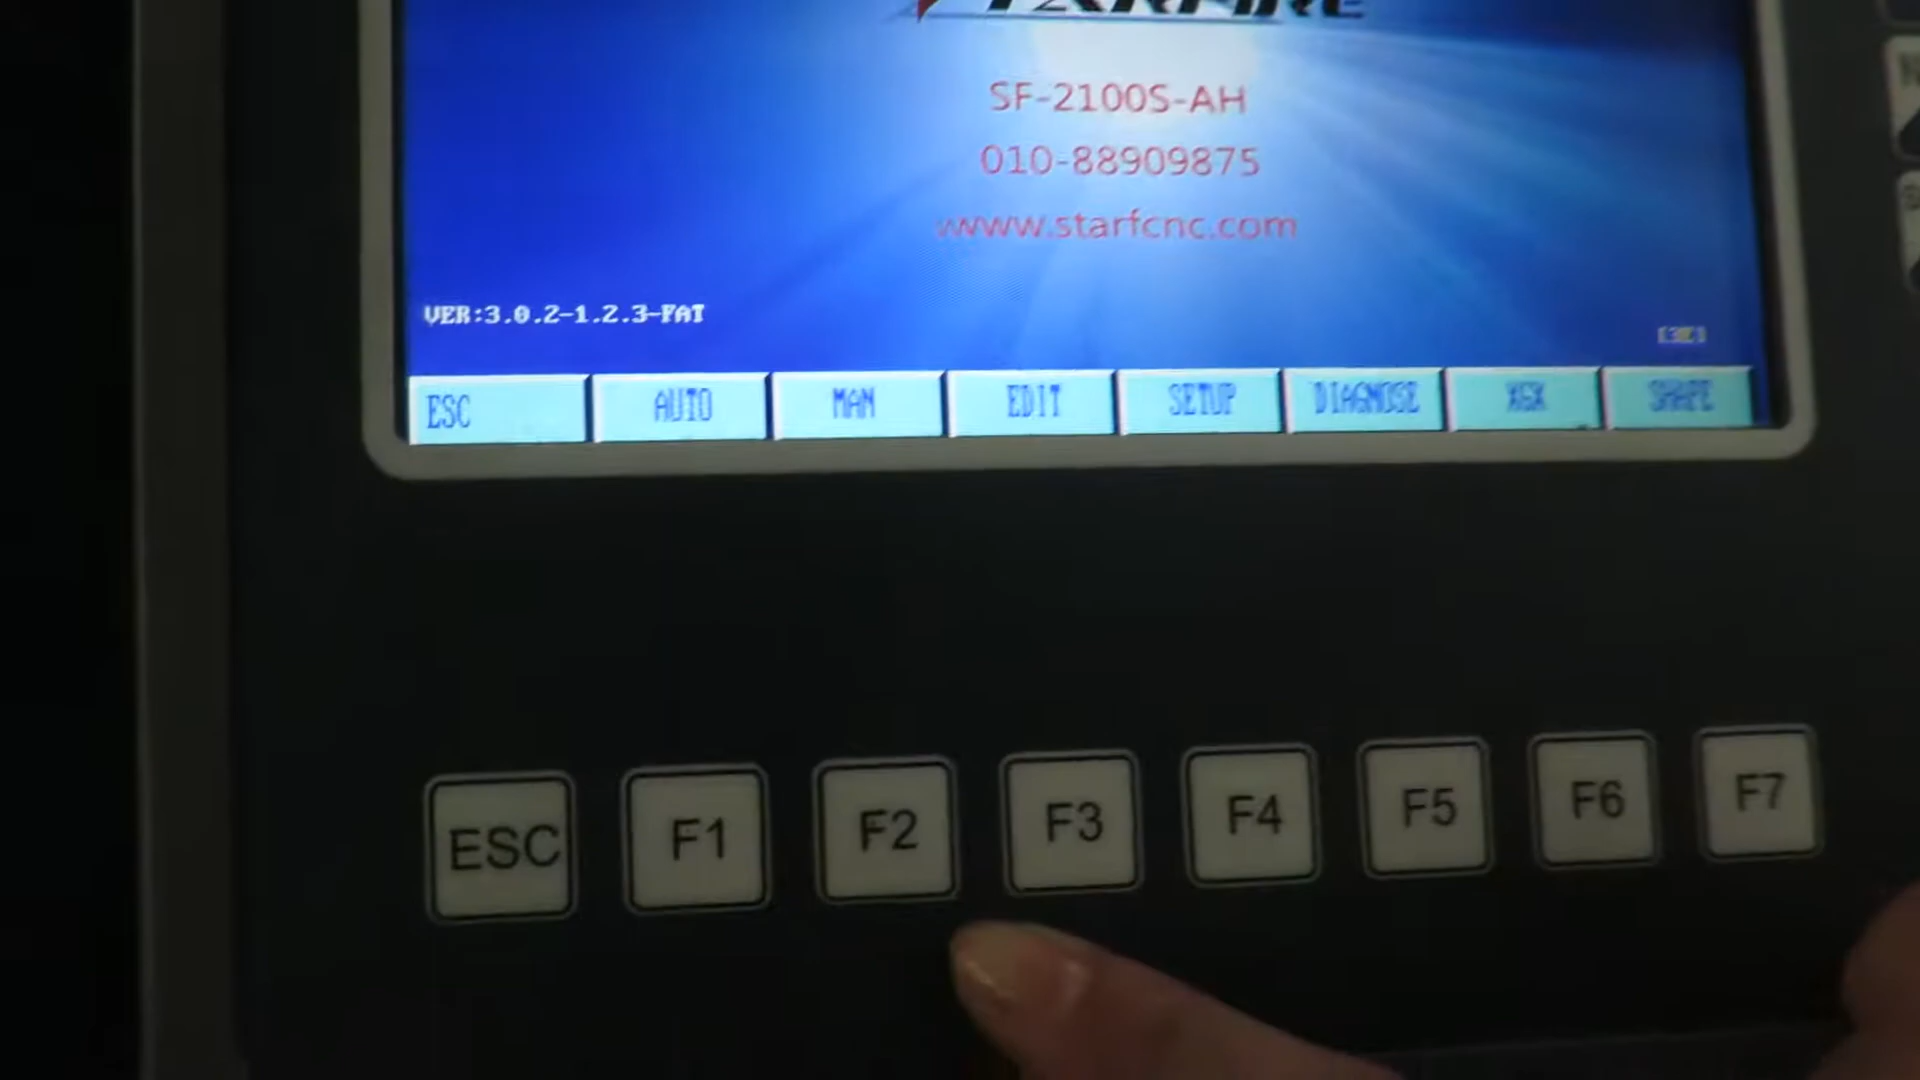 SF-2100S-AH
010-88909875
www.starfcnc.com
VER:3.0.2-1.2.3-FAT
ESC AUTO MAN EDIT SETUP DIAGNOSE XGX SHAPE
ESC F1 F2 F3 F4 F5 F6 F7